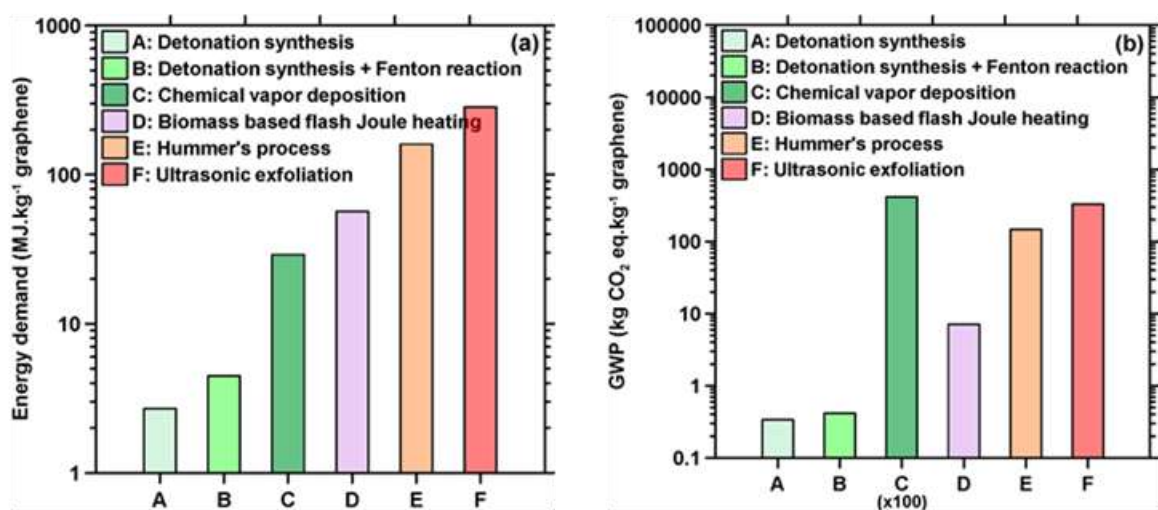 (a)
A: Detonation synthesis
B: Detonation synthesis + Fenton reaction
C: Chemical vapor deposition
D: Biomass based flash Joule heating
E: Hummer's process
F: Ultrasonic exfoliation
Energy demand (MJ.kg⁻¹ graphene)
1000
100
10
1
A B C D E F
(b)
A: Detonation synthesis
B: Detonation synthesis + Fenton reaction
C: Chemical vapor deposition
D: Biomass based flash Joule heating
E: Hummer's process
F: Ultrasonic exfoliation
GWP (kg CO₂ eq.kg⁻¹ graphene)
100000
10000
1000
100
10
1
0.1
A B C D E F
(x100)